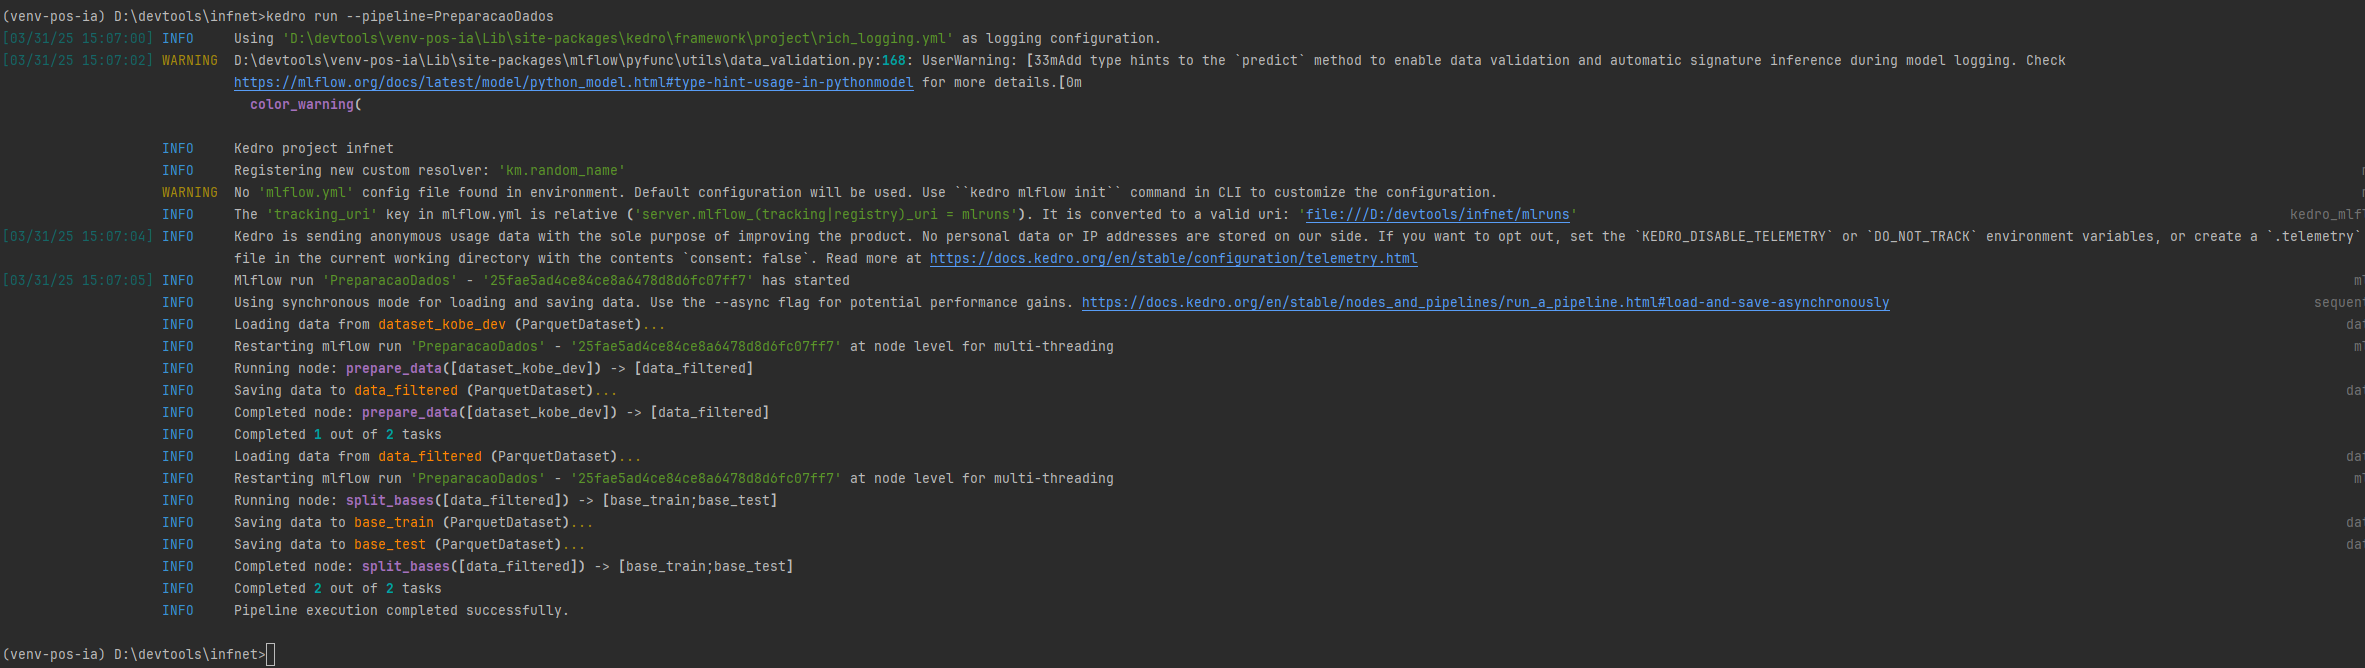 (venv-pos-ia) D:\devtools\infnet>kedro run --pipeline=PreparacaoDados
[03/31/25 15:07:00] INFO Using 'D:\devtools\venv-pos-ia\Lib\site-packages\kedro\framework\project\rich_logging.yml' as logging configuration.
[03/31/25 15:07:02] WARNING D:\devtools\venv-pos-ia\Lib\site-packages\mlflow\pyfunc\utils\data_validation.py:168: UserWarning: [33mAdd type hints to the `predict` method to enable data validation and automatic signature inference during model logging. Check
https://mlflow.org/docs/latest/model/python_model.html#type-hint-usage-in-pythonmodel for more details.[0m
color_warning(
INFO Kedro project infnet
INFO Registering new custom resolver: 'km.random_name'
WARNING No 'mlflow.yml' config file found in environment. Default configuration will be used. Use ``kedro mlflow init`` command in CLI to customize the configuration.
INFO The 'tracking_uri' key in mlflow.yml is relative ('server.mlflow_(tracking|registry)_uri = mlruns'). It is converted to a valid uri: 'file:///D:/devtools/infnet/mlruns' kedro_mlf
[03/31/25 15:07:04] INFO Kedro is sending anonymous usage data with the sole purpose of improving the product. No personal data or IP addresses are stored on our side. If you want to opt out, set the `KEDRO_DISABLE_TELEMETRY` or `DO_NOT_TRACK` environment variables, or create a `.telemetry`
file in the current working directory with the contents `consent: false`. Read more at https://docs.kedro.org/en/stable/configuration/telemetry.html
[03/31/25 15:07:05] INFO Mlflow run 'PreparacaoDados' - '25fae5ad4ce84ce8a6478d8d6fc07ff7' has started
INFO Using synchronous mode for loading and saving data. Use the --async flag for potential performance gains. https://docs.kedro.org/en/stable/nodes_and_pipelines/run_a_pipeline.html#load-and-save-asynchronously sequent
INFO Loading data from dataset_kobe_dev (ParquetDataset)... dat
INFO Restarting mlflow run 'PreparacaoDados' - '25fae5ad4ce84ce8a6478d8d6fc07ff7' at node level for multi-threading
INFO Running node: prepare_data([dataset_kobe_dev]) -> [data_filtered]
INFO Saving data to data_filtered (ParquetDataset)... dat
INFO Completed node: prepare_data([dataset_kobe_dev]) -> [data_filtered]
INFO Completed 1 out of 2 tasks
INFO Loading data from data_filtered (ParquetDataset)... dat
INFO Restarting mlflow run 'PreparacaoDados' - '25fae5ad4ce84ce8a6478d8d6fc07ff7' at node level for multi-threading
INFO Running node: split_bases([data_filtered]) -> [base_train;base_test]
INFO Saving data to base_train (ParquetDataset)... dat
INFO Saving data to base_test (ParquetDataset)... dat
INFO Completed node: split_bases([data_filtered]) -> [base_train;base_test]
INFO Completed 2 out of 2 tasks
INFO Pipeline execution completed successfully.
(venv-pos-ia) D:\devtools\infnet>